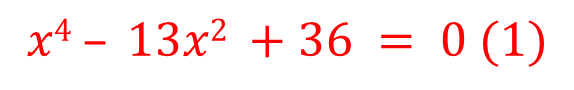 x⁴ – 13x² + 36 = 0 (1)